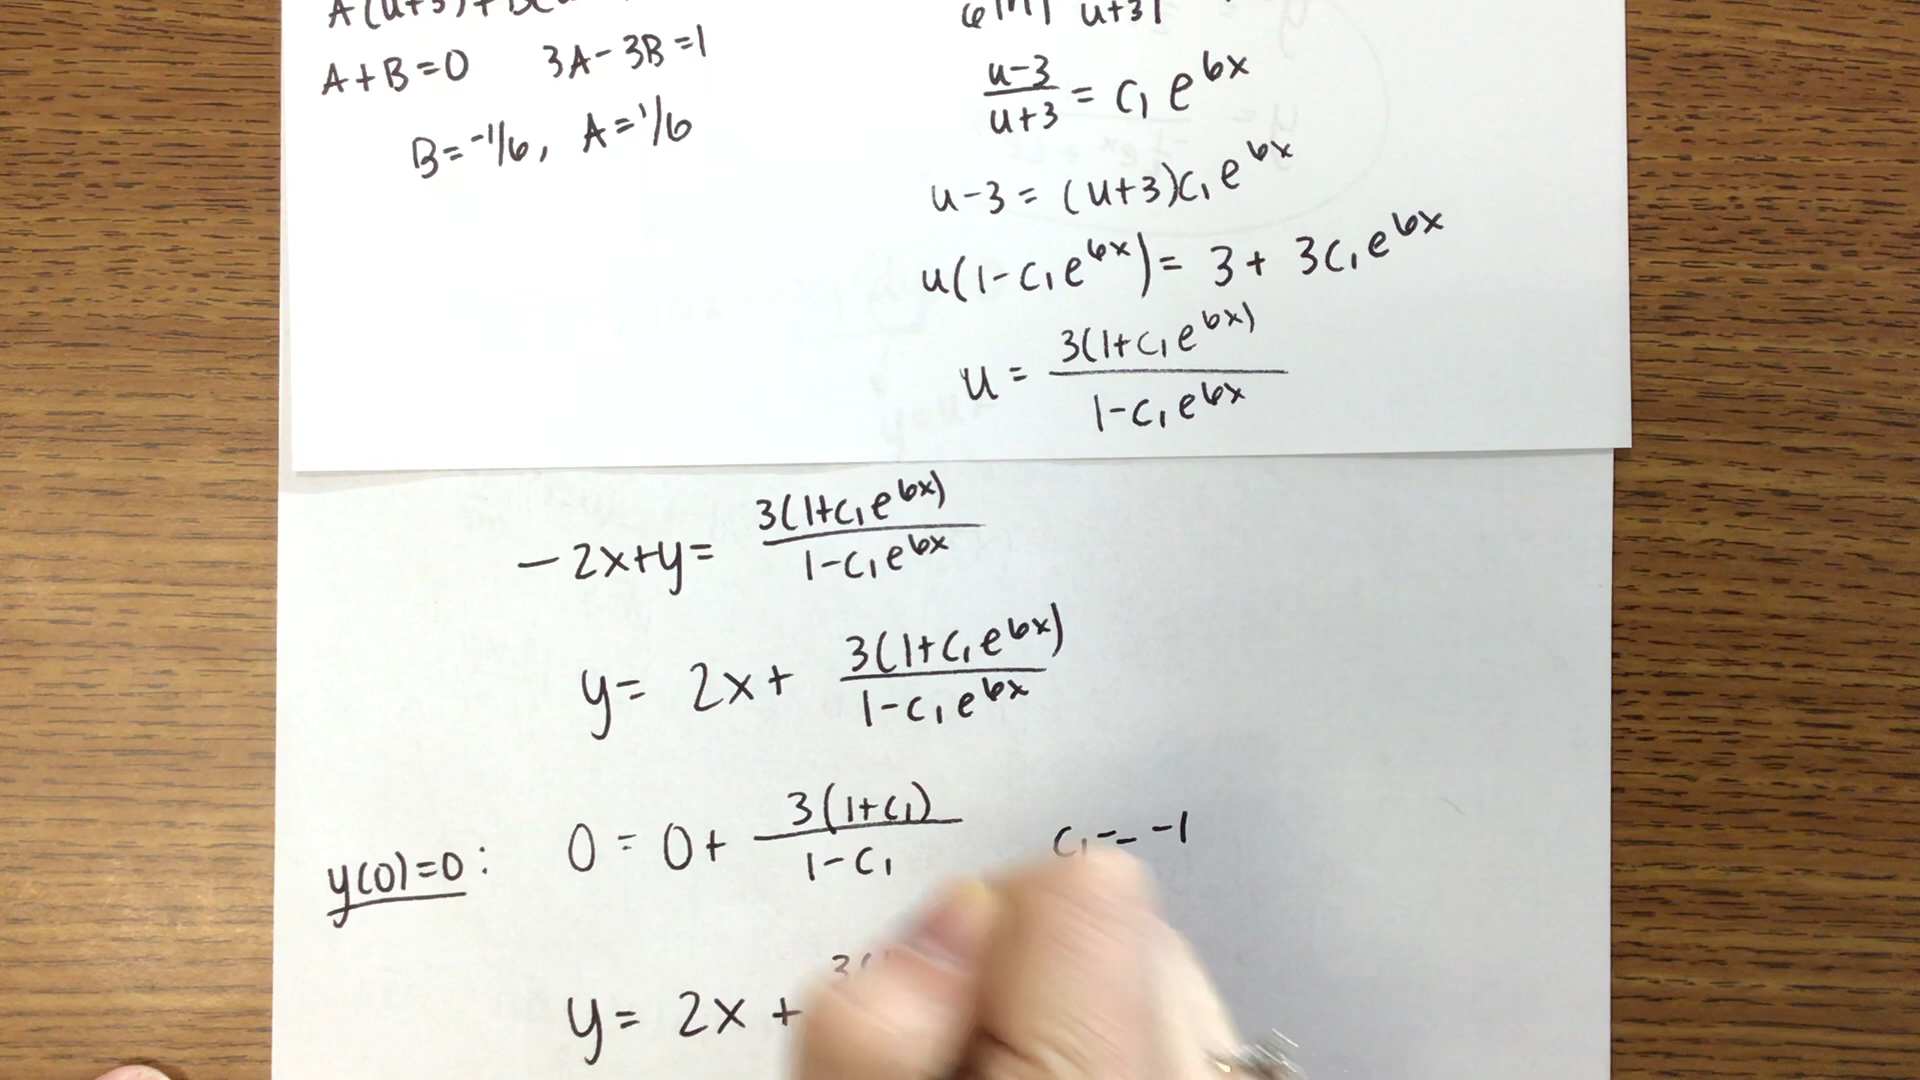 A(u+3)+B(u
A+B=0 3A-3B=1
B=-1/6, A=1/6
u+3|
u-3/u+3 = c₁e^6x
u-3=(u+3)c₁e^6x
u(1-c₁e^6x)=3+3c₁e^6x
u=3(1+c₁e^6x)/1-c₁e^6x
-2x+y=3(1+c₁e^6x)/1-c₁e^6x
y=2x+3(1+c₁e^6x)/1-c₁e^6x
y(0)=0: 0=0+3(1+c₁)/1-c₁ c₁=-1
y=2x+3(